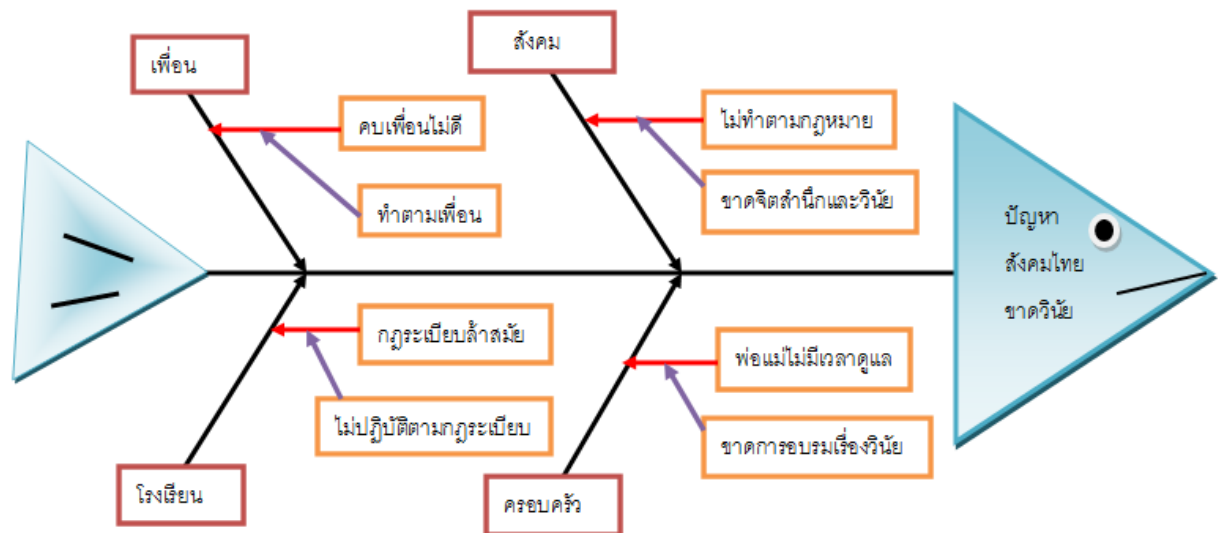 เพื่อน
สังคม
คบเพื่อนไม่ดี
ทำตามเพื่อน
ไม่ทำตามกฎหมาย
ขาดจิตสำนึกและวินัย
ปัญหา
สังคมไทย
ขาดวินัย
กฎระเบียบล้าสมัย
ไม่ปฏิบัติตามกฎระเบียบ
พ่อแม่ไม่มีเวลาดูแล
ขาดการอบรมเรื่องวินัย
โรงเรียน
ครอบครัว